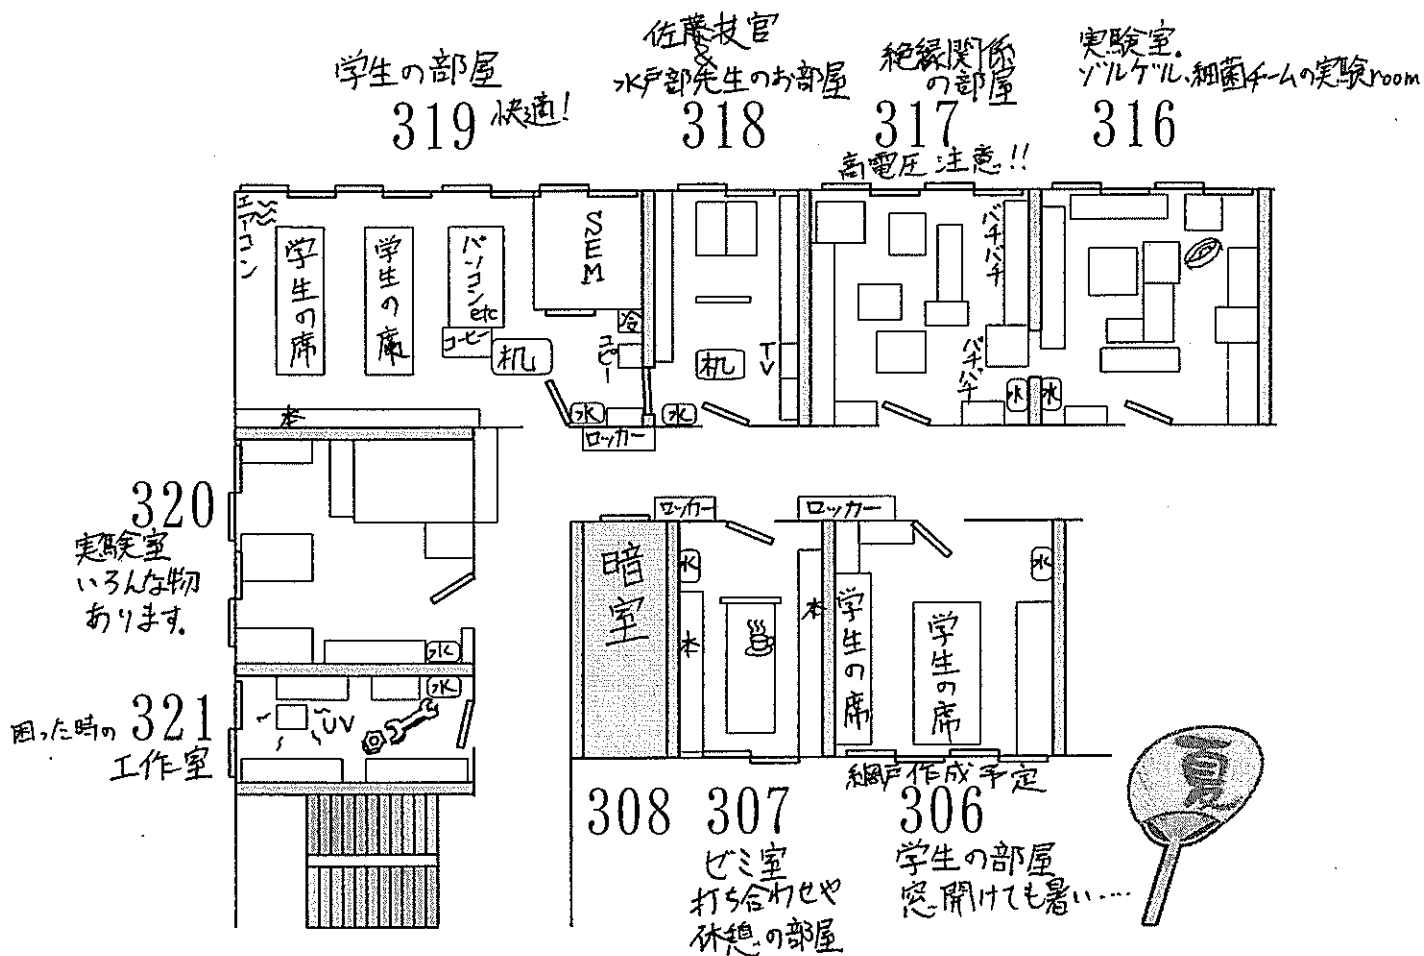 学生の部屋
319 快適!
佐藤技官
&
水戸部先生のお部屋
318
絶縁関係
の部屋
317
高電圧注意!!
実験室.
ゾルゲル、細菌チームの実験room
316
エアコン
学生の席
学生の席
パソコン
etc
コーヒー
机
SEM
冷
コピー
水
本
ロッカー
机
TV
水
バチバチ
バチバチ
水
水
320
実験室
いろんな物
あります.
水
困った時の
321
工作室
UV
水
暗室
308
ロッカー
水
本
本
307
ゼミ室
打ち合わせや
休憩の部屋
ロッカー
水
学生の席
学生の席
網戸作成予定
306
学生の部屋
窓開けても暑い……
夏